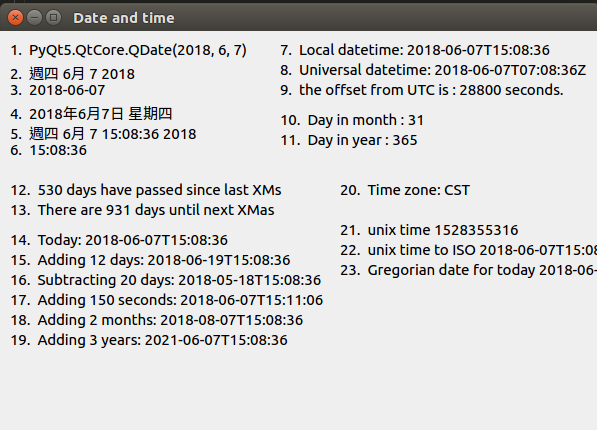 Date and time
1. PyQt5.QtCore.QDate(2018, 6, 7)
2. 週四 6月 7 2018
3. 2018-06-07
4. 2018年6月7日 星期四
5. 週四 6月 7 15:08:36 2018
6. 15:08:36
7. Local datetime: 2018-06-07T15:08:36
8. Universal datetime: 2018-06-07T07:08:36Z
9. the offset from UTC is : 28800 seconds.
10. Day in month : 31
11. Day in year : 365
12. 530 days have passed since last XMs
13. There are 931 days until next XMas
14. Today: 2018-06-07T15:08:36
15. Adding 12 days: 2018-06-19T15:08:36
16. Subtracting 20 days: 2018-05-18T15:08:36
17. Adding 150 seconds: 2018-06-07T15:11:06
18. Adding 2 months: 2018-08-07T15:08:36
19. Adding 3 years: 2021-06-07T15:08:36
20. Time zone: CST
21. unix time 1528355316
22. unix time to ISO 2018-06-07T15:08
23. Gregorian date for today 2018-06-